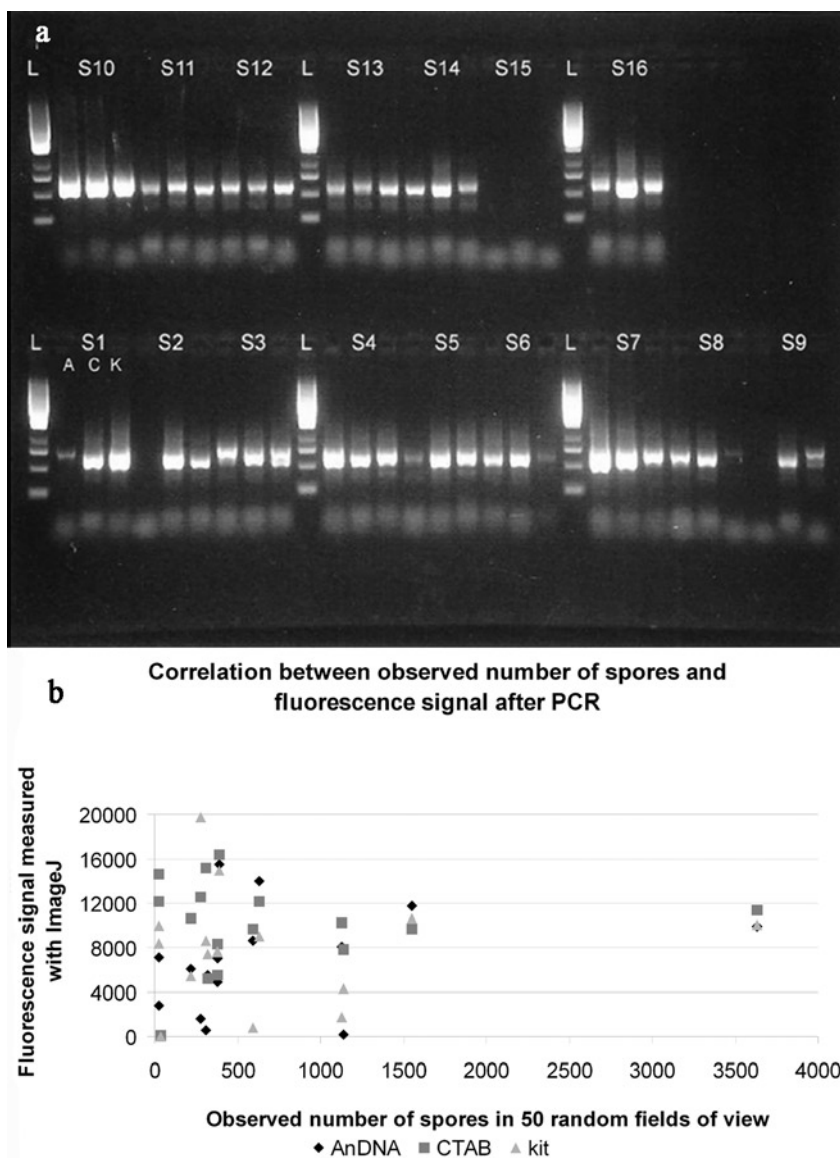 a
L S10 S11 S12 L S13 S14 S15 L S16
L S1 S2 S3 L S4 S5 S6 L S7 S8 S9
A C K
b
Correlation between observed number of spores and
fluorescence signal after PCR
Fluorescence signal measured
with ImageJ
20000
16000
12000
8000
4000
0
0 500 1000 1500 2000 2500 3000 3500 4000
Observed number of spores in 50 random fields of view
AnDNA CTAB kit